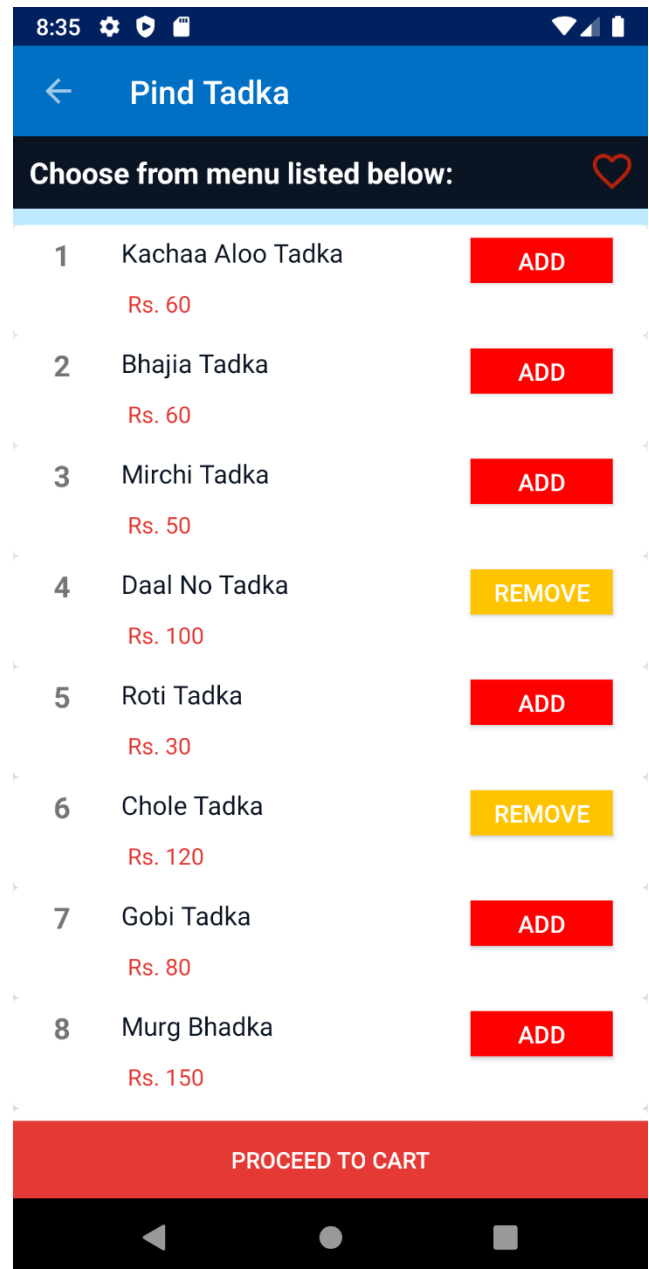 8:35
Pind Tadka
Choose from menu listed below:
1 Kachaa Aloo Tadka ADD
Rs. 60
2 Bhajia Tadka ADD
Rs. 60
3 Mirchi Tadka ADD
Rs. 50
4 Daal No Tadka REMOVE
Rs. 100
5 Roti Tadka ADD
Rs. 30
6 Chole Tadka REMOVE
Rs. 120
7 Gobi Tadka ADD
Rs. 80
8 Murg Bhadka ADD
Rs. 150
PROCEED TO CART